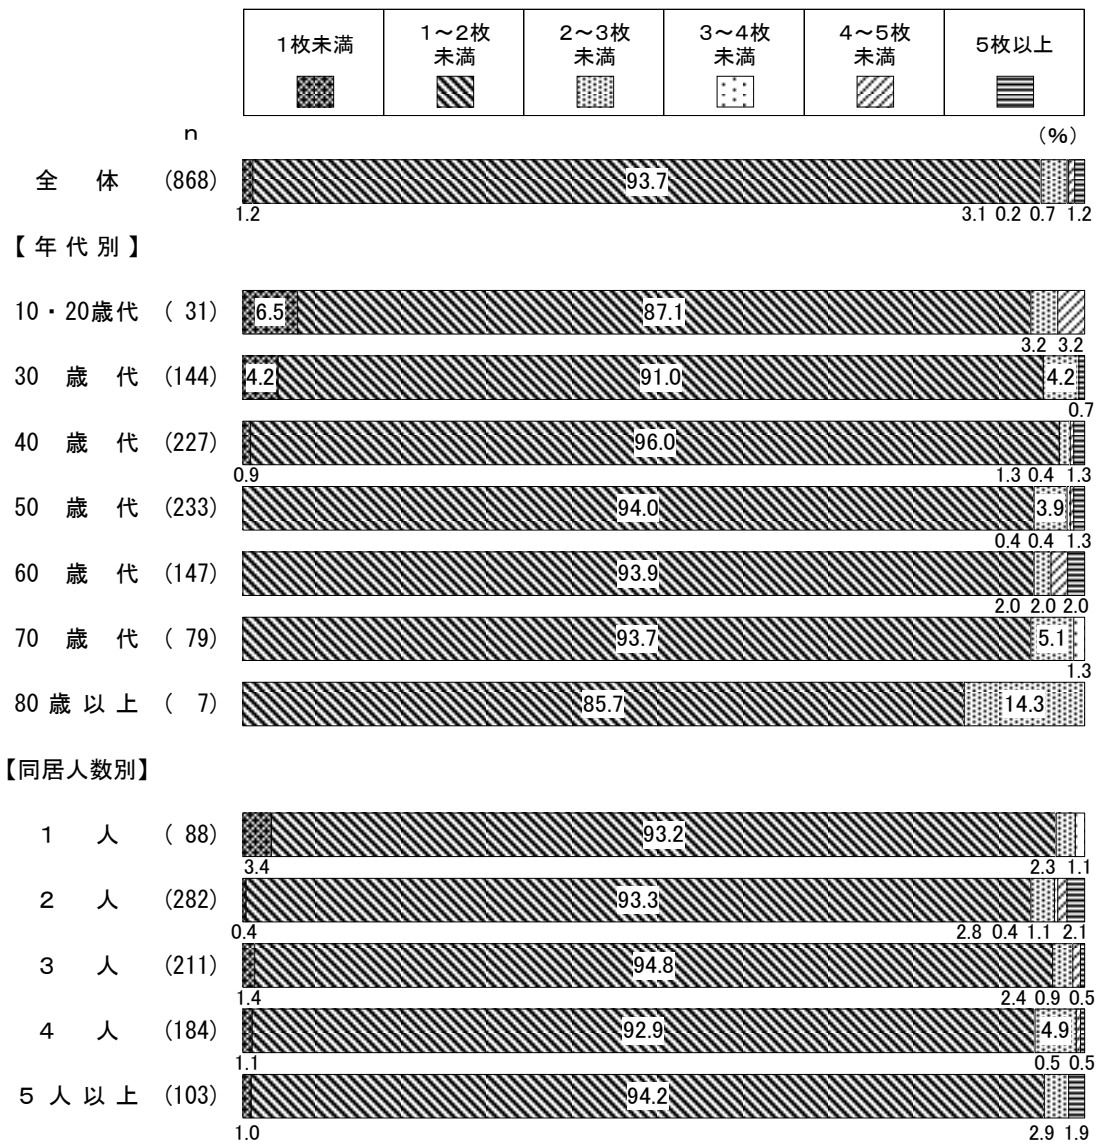 1枚未満 1～2枚未満 2～3枚未満 3～4枚未満 4～5枚未満 5枚以上
n (%)
全体 (868) 93.7
1.2 3.1 0.2 0.7 1.2
【年代別】
10・20歳代 ( 31) 6.5 87.1
3.2 3.2
30歳代 (144) 4.2 91.0 4.2
0.7
40歳代 (227) 96.0
0.9 1.3 0.4 1.3
50歳代 (233) 94.0 3.9
0.4 0.4 1.3
60歳代 (147) 93.9
2.0 2.0 2.0
70歳代 ( 79) 93.7 5.1
1.3
80歳以上 ( 7) 85.7 14.3
【同居人数別】
1人 ( 88) 93.2
3.4 2.3 1.1
2人 (282) 93.3
0.4 2.8 0.4 1.1 2.1
3人 (211) 94.8
1.4 2.4 0.9 0.5
4人 (184) 92.9 4.9
1.1 0.5 0.5
5人以上 (103) 94.2
1.0 2.9 1.9